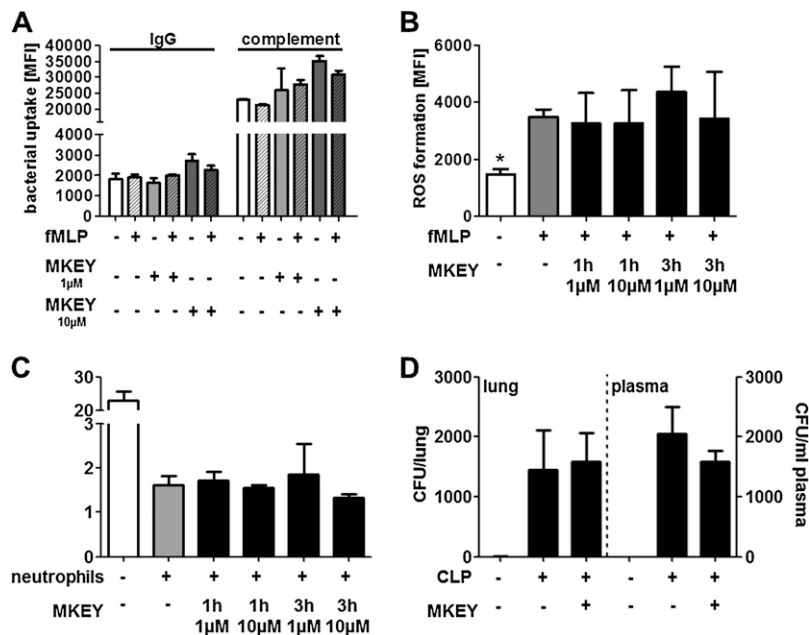 A
IgG
complement
bacterial uptake [MFI]
40000
35000
30000
25000
20000
4000
3000
2000
1000
0
fMLP - + - + - + - + - + - +
MKEY 1µM - - + + - - - - + + - -
MKEY 10µM - - - - + + - - - - + +
B
ROS formation [MFI]
6000
4000
2000
0
*
fMLP - + + + + +
MKEY - - 1h 1h 3h 3h
1µM 10µM 1µM 10µM
C
30
20
3
2
1
0
neutrophils - + + + + +
MKEY - - 1h 1h 3h 3h
1µM 10µM 1µM 10µM
D
lung
plasma
CFU/lung
3000
2000
1000
0
3000
2000
1000
0
CFU/ml plasma
CLP - + + - + +
MKEY - - + - - +